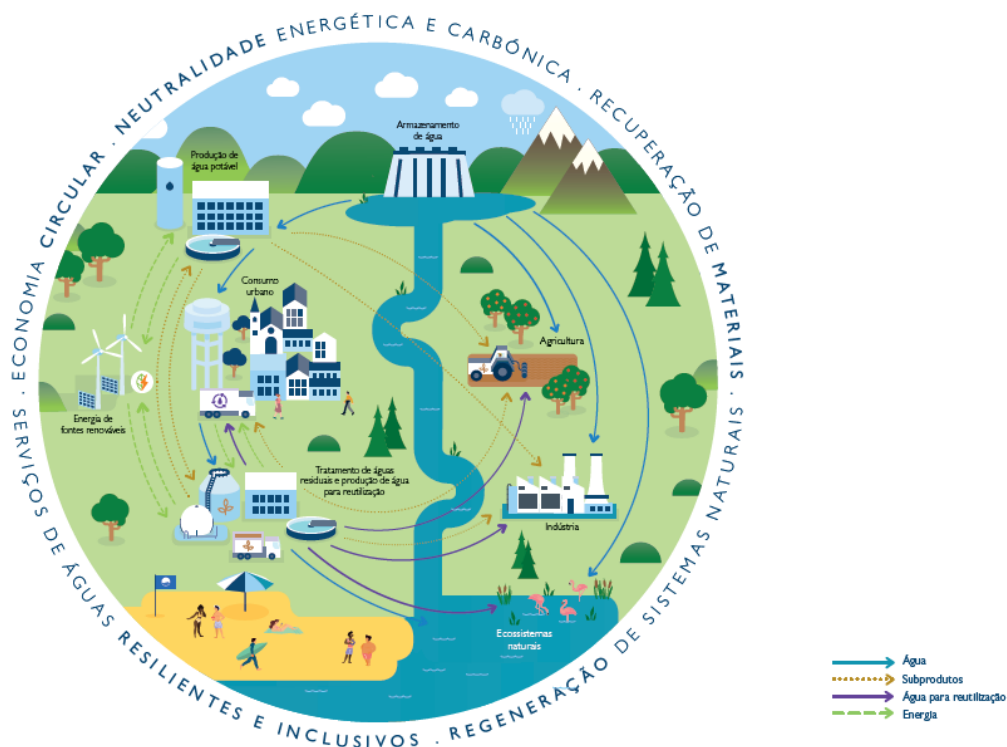 SERVIÇOS DE ÁGUAS RESILIENTES E INCLUSIVOS . REGENERAÇÃO DE SISTEMAS NATURAIS . RECUPERAÇÃO DE MATERIAIS . NEUTRALIDADE ENERGÉTICA E CARBÓNICA . ECONOMIA CIRCULAR .
Armazenamento
de água
Produção de
água potável
Consumo
urbano
Agricultura
Energia de
fontes renováveis
Tratamento de águas
residuais e produção de água
para reutilização
Indústria
Ecossistemas
naturais
Água
Subprodutos
Água para reutilização
Energia